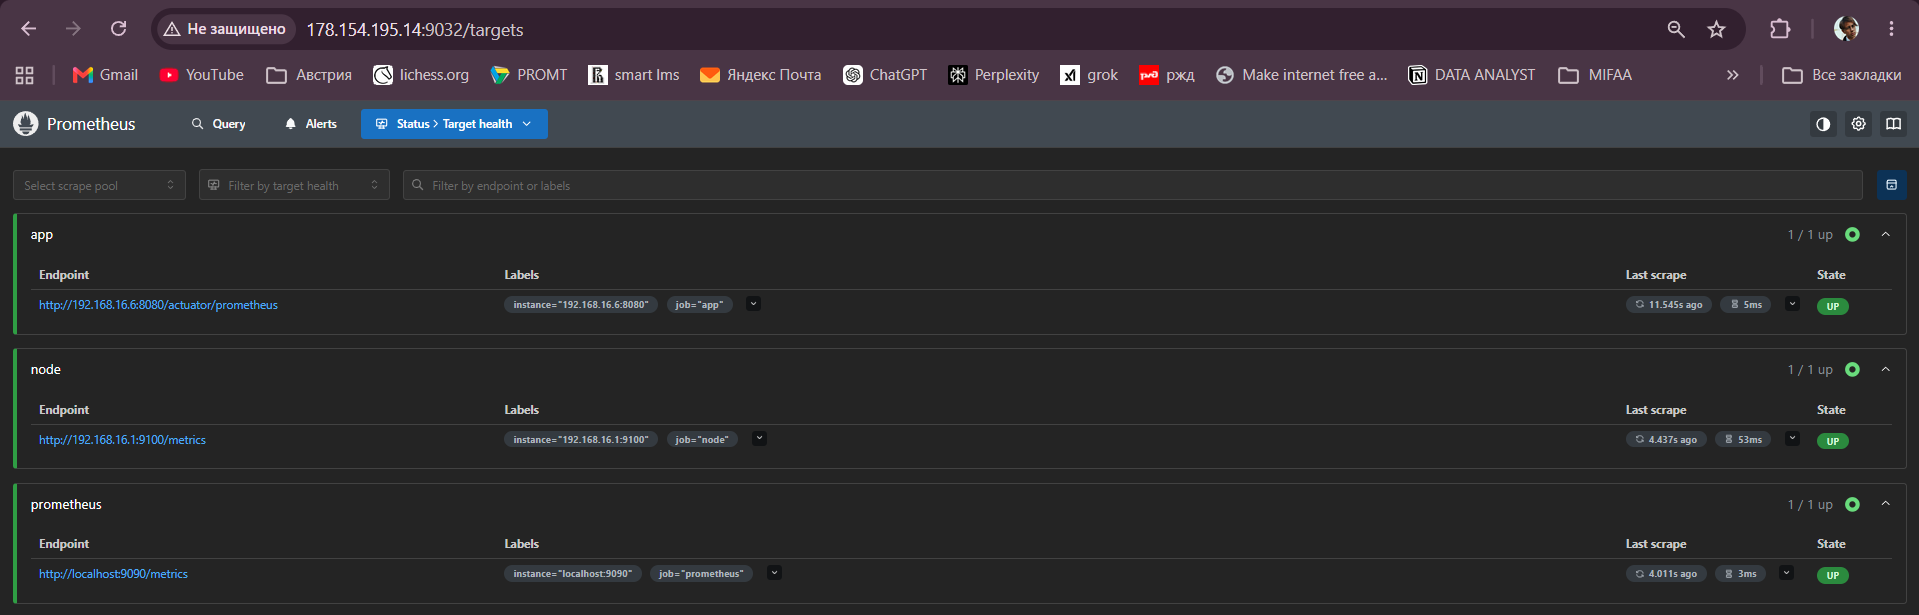 Не защищено 178.154.195.14:9032/targets
Gmail YouTube Австрия lichess.org PROMT smart lms Яндекс Почта ChatGPT Perplexity grok ржд Make internet free a... DATA ANALYST MIFAA » Все закладки
Prometheus Query Alerts Status > Target health
Select scrape pool Filter by target health Filter by endpoint or labels
app 1 / 1 up
Endpoint Labels Last scrape State
http://192.168.16.6:8080/actuator/prometheus instance="192.168.16.6:8080" job="app" 11.545s ago 5ms UP
node 1 / 1 up
Endpoint Labels Last scrape State
http://192.168.16.1:9100/metrics instance="192.168.16.1:9100" job="node" 4.437s ago 53ms UP
prometheus 1 / 1 up
Endpoint Labels Last scrape State
http://localhost:9090/metrics instance="localhost:9090" job="prometheus" 4.011s ago 3ms UP